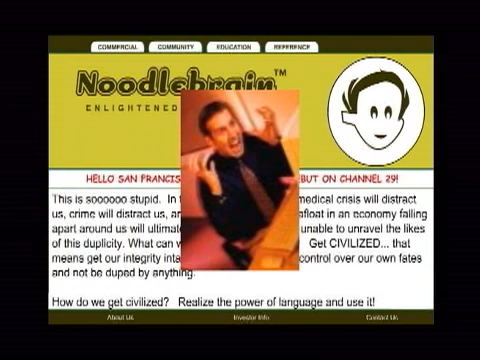 COMMERCIAL COMMUNITY EDUCATION REFERENCE
Noodlebrain™
ENLIGHTENED
HELLO SAN FRANCIS BUT ON CHANNEL 29!
This is soooooo stupid. In medical crisis will distract
us, crime will distract us, an afloat in an economy falling
apart around us will ultimate unable to unravel the likes
of this duplicity. What can w Get CIVILIZED... that
means get our integrity inta control over our own fates
and not be duped by anything.
How do we get civilized? Realize the power of language and use it!
About Us Investor Info Contact Us